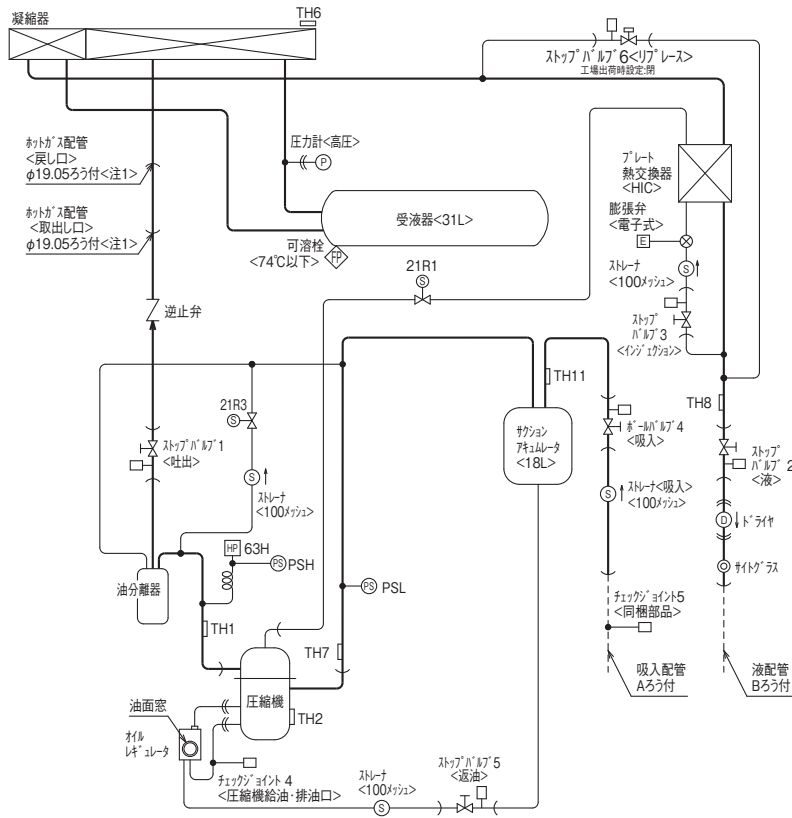 凝縮器
TH6
ストップバルブ6<リプレース>
工場出荷時設定:閉
圧力計<高圧>
P
ホットガス配管
<戻し口>
φ19.05ろう付<注1>
プレート
熱交換器
<HIC>
受液器<31L>
ホットガス配管
<取出し口>
φ19.05ろう付<注1>
膨張弁
<電子式>
E
可溶栓
<74℃以下>
FP
21R1
S
ストレーナ
<100メッシュ>
S
逆止弁
ストップ
バルブ3
<インジェクション>
TH11
TH8
21R3
S
ストップバルブ1
<吐出>
サクション
アキュムレータ
<18L>
ボールバルブ4
<吸入>
ストップ
バルブ2
<液>
S
ストレーナ
<100メッシュ>
S
ストレーナ<吸入>
<100メッシュ>
D
ドライヤ
HP
63H
PS
PSH
サイトグラス
油分離器
PS
PSL
チェックジョイント5
<同梱部品>
TH1
TH7
吸入配管
Aろう付
液配管
Bろう付
圧縮機
TH2
油面窓
オイル
レギュレータ
チェックジョイント4
<圧縮機給油・排油口>
ストレーナ
<100メッシュ>
S
ストップバルブ5
<返油>